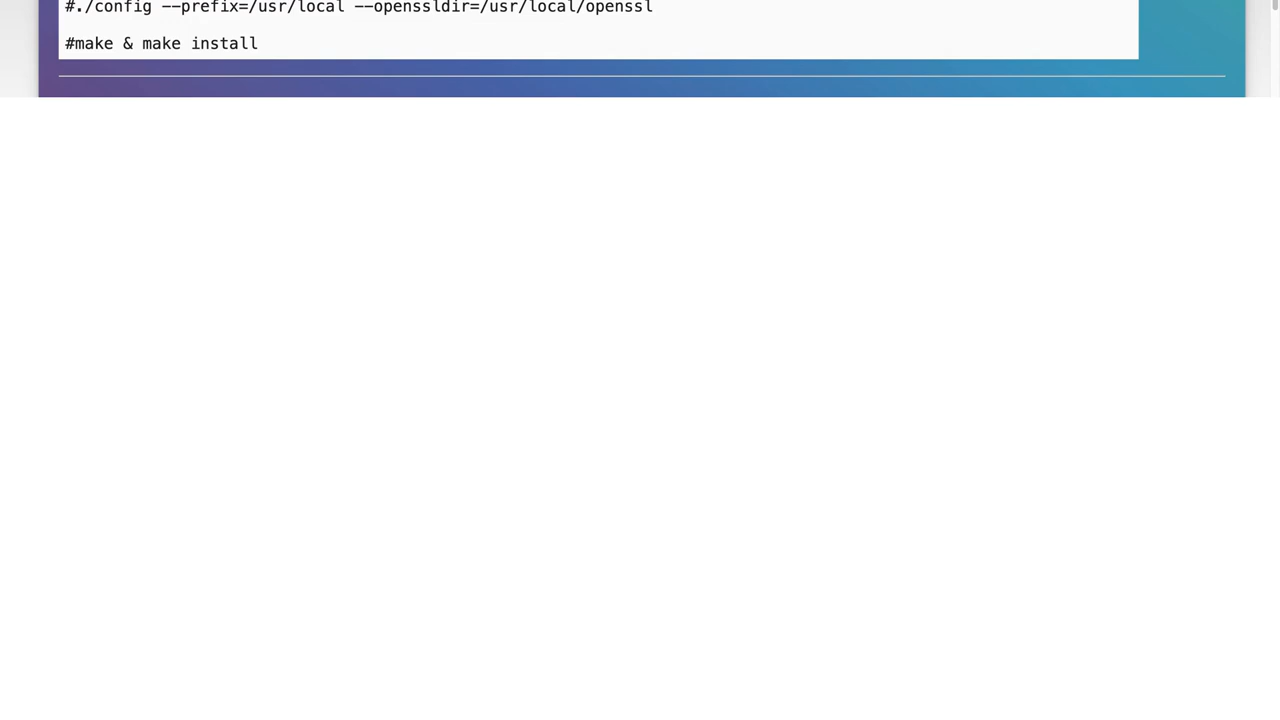 #./config --prefix=/usr/local --openssldir=/usr/local/openssl
#make & make install